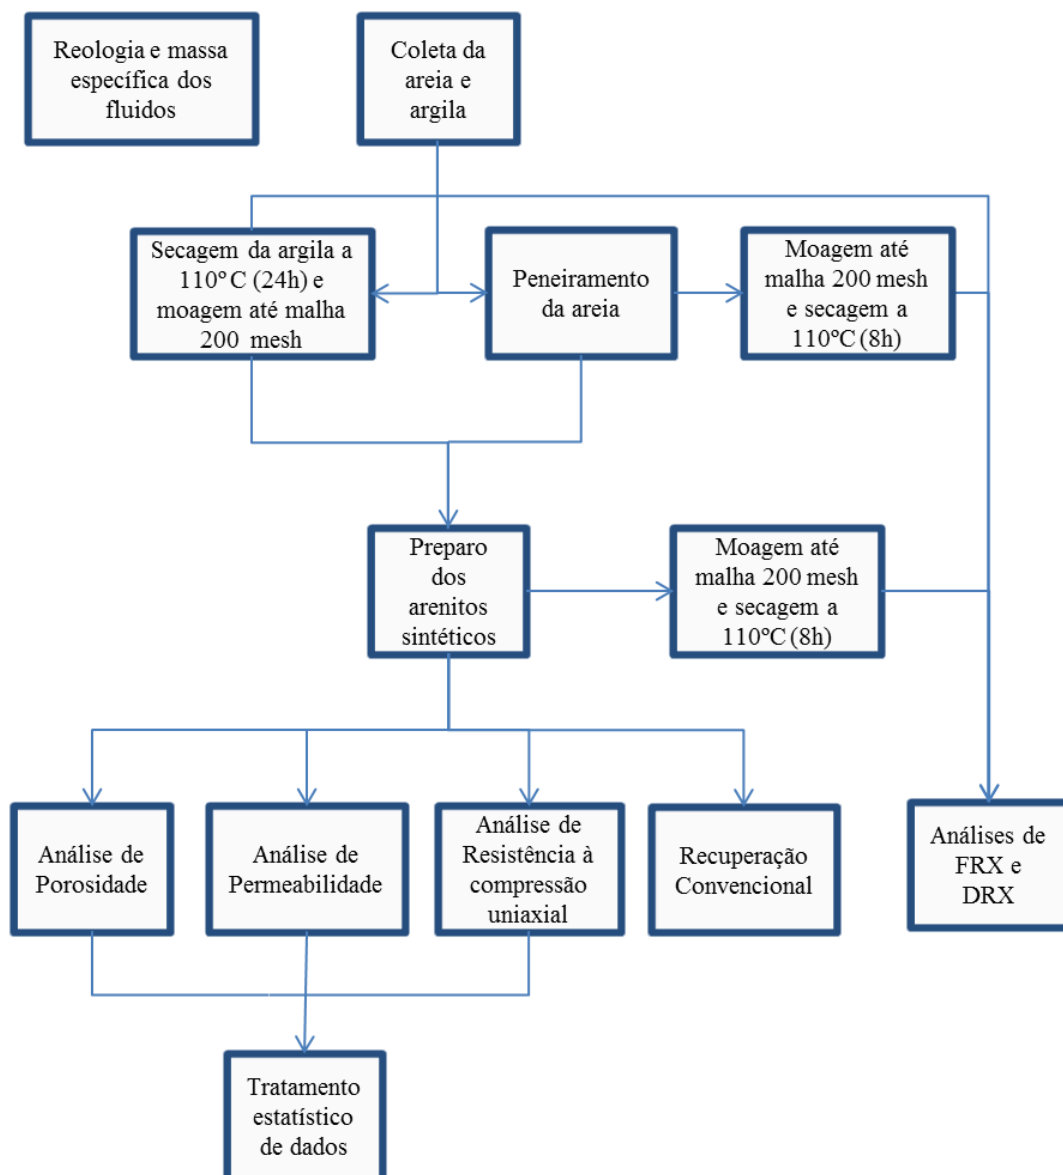 Reologia e massa
específica dos
fluidos
Coleta da
areia e
argila
Secagem da argila a
110º C (24h) e
moagem até malha
200 mesh
Peneiramento
da areia
Moagem até
malha 200 mesh
e secagem a
110ºC (8h)
Preparo
dos
arenitos
sintéticos
Moagem até
malha 200 mesh
e secagem a
110ºC (8h)
Análise de
Porosidade
Análise de
Permeabilidade
Análise de
Resistência à
compressão
uniaxial
Recuperação
Convencional
Análises de
FRX e
DRX
Tratamento
estatístico
de dados